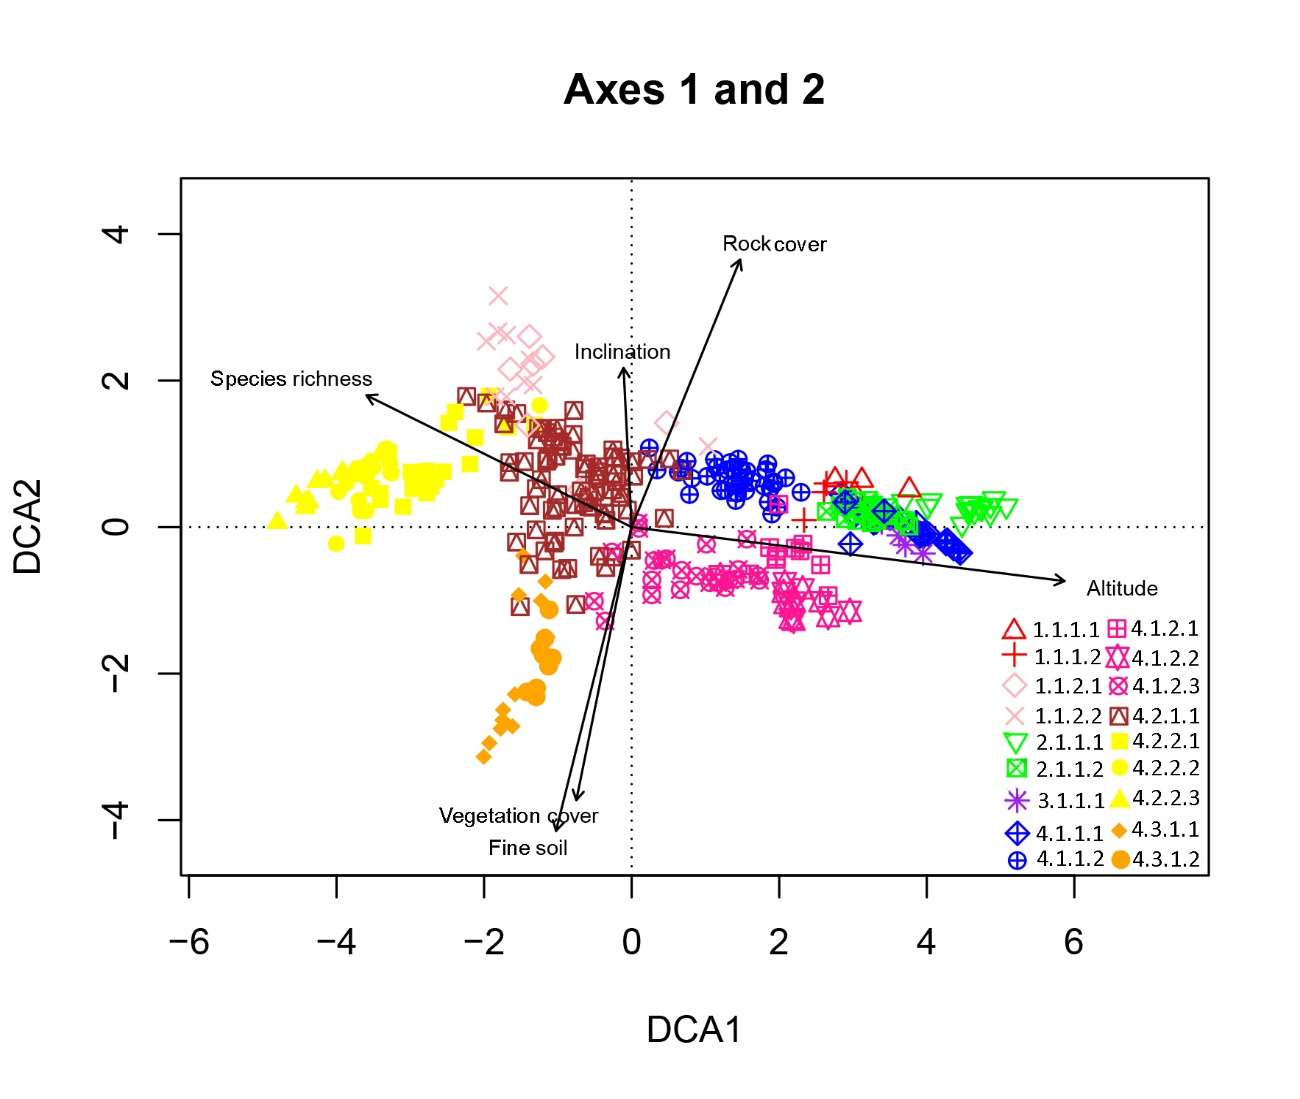 Axes 1 and 2
DCA2
4
2
0
−2
−4
Rock cover
Inclination
Species richness
Altitude
Vegetation cover
Fine soil
1.1.1.1 4.1.2.1
1.1.1.2 4.1.2.2
1.1.2.1 4.1.2.3
1.1.2.2 4.2.1.1
2.1.1.1 4.2.2.1
2.1.1.2 4.2.2.2
3.1.1.1 4.2.2.3
4.1.1.1 4.3.1.1
4.1.1.2 4.3.1.2
−6 −4 −2 0 2 4 6
DCA1